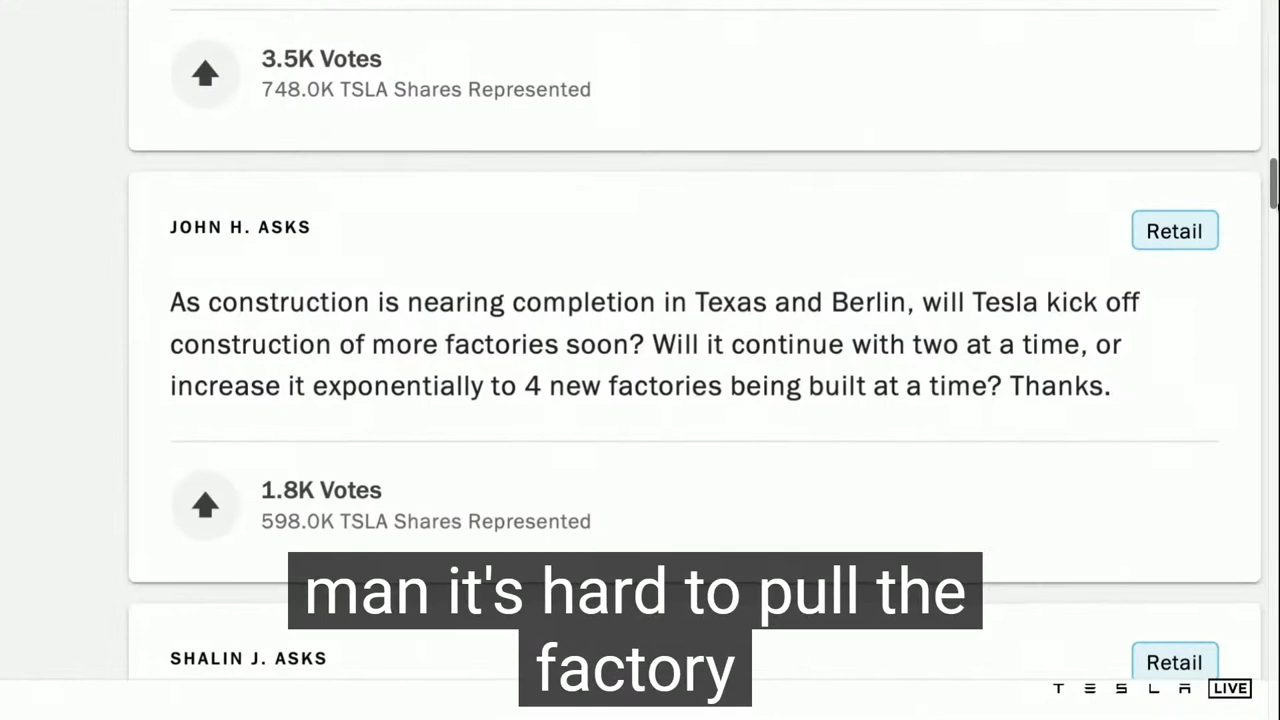 3.5K Votes
748.0K TSLA Shares Represented
JOHN H. ASKS
Retail
As construction is nearing completion in Texas and Berlin, will Tesla kick off
construction of more factories soon? Will it continue with two at a time, or
increase it exponentially to 4 new factories being built at a time? Thanks.
1.8K Votes
598.0K TSLA Shares Represented
man it's hard to pull the
factory
SHALIN J. ASKS
Retail
TESLA LIVE